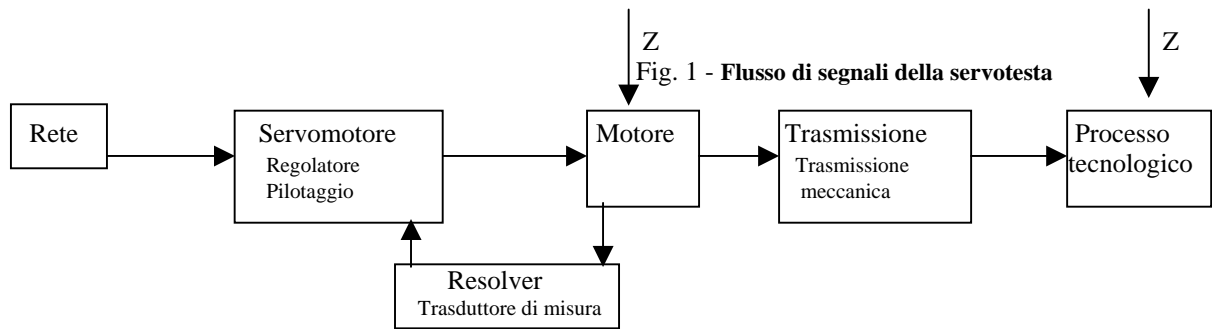 Z
Z
Fig. 1 - Flusso di segnali della servotesta
Rete
Servomotore
Regolatore
Pilotaggio
Motore
Trasmissione
Trasmissione
meccanica
Processo
tecnologico
Resolver
Trasduttore di misura